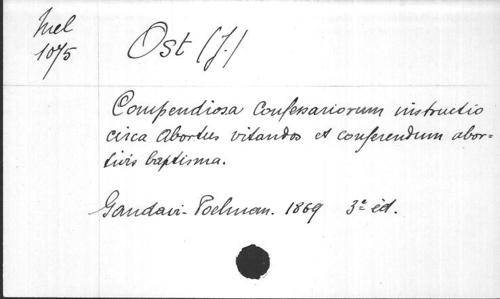 Mel
1075
Ost (J.)
Compendiosa Confessariorum instructio
circa Abortus vitandos et conferendum abor=
tivis baptisma.
Gandavi - Poelman. 1869 3e éd.